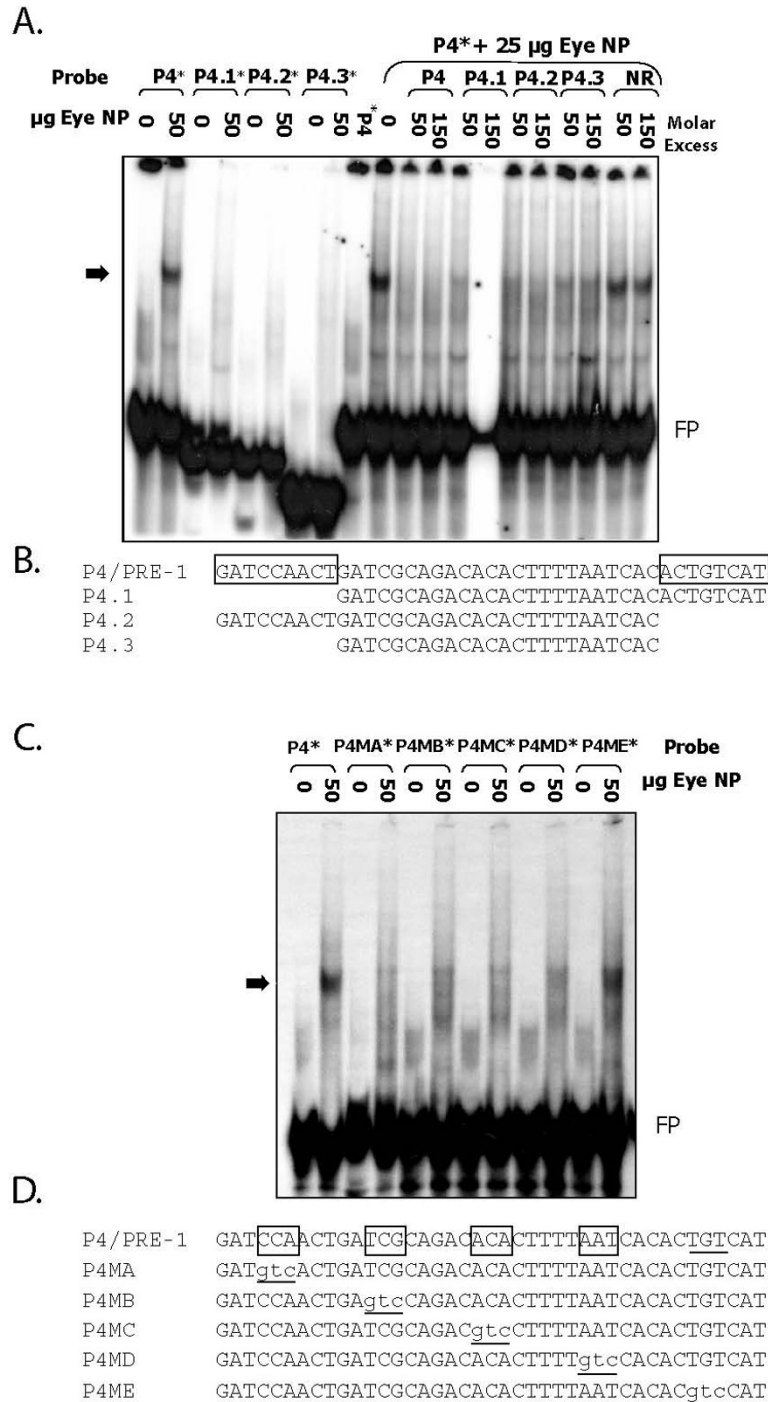 A.
P4*+ 25 µg Eye NP
Probe P4* P4.1* P4.2* P4.3* P4 P4.1 P4.2 P4.3 NR
µg Eye NP 0 50 0 50 0 50 0 50 P4* 0 50 150 50 150 50 150 50 150 50 150 Molar Excess
FP
B.
P4/PRE-1 GATCCAACTGATCGCAGACACACTTTTAATCACACTGTCAT
P4.1 GATCGCAGACACACTTTTAATCACACTGTCAT
P4.2 GATCCAACTGATCGCAGACACACTTTTAATCAC
P4.3 GATCGCAGACACACTTTTAATCAC
C.
P4* P4MA* P4MB* P4MC* P4MD* P4ME* Probe
0 50 0 50 0 50 0 50 0 50 0 50 µg Eye NP
FP
D.
P4/PRE-1 GATCCAACTGATCGCAGACACACTTTTAATCACACTGTCAT
P4MA GATgtcACTGATCGCAGACACACTTTTAATCACACTGTCAT
P4MB GATCCAACTGAgtcCAGACACACTTTTAATCACACTGTCAT
P4MC GATCCAACTGATCGCAGACgtcCTTTTAATCACACTGTCAT
P4MD GATCCAACTGATCGCAGACACACTTTTgtcCACACTGTCAT
P4ME GATCCAACTGATCGCAGACACACTTTTAATCACACgtcCAT